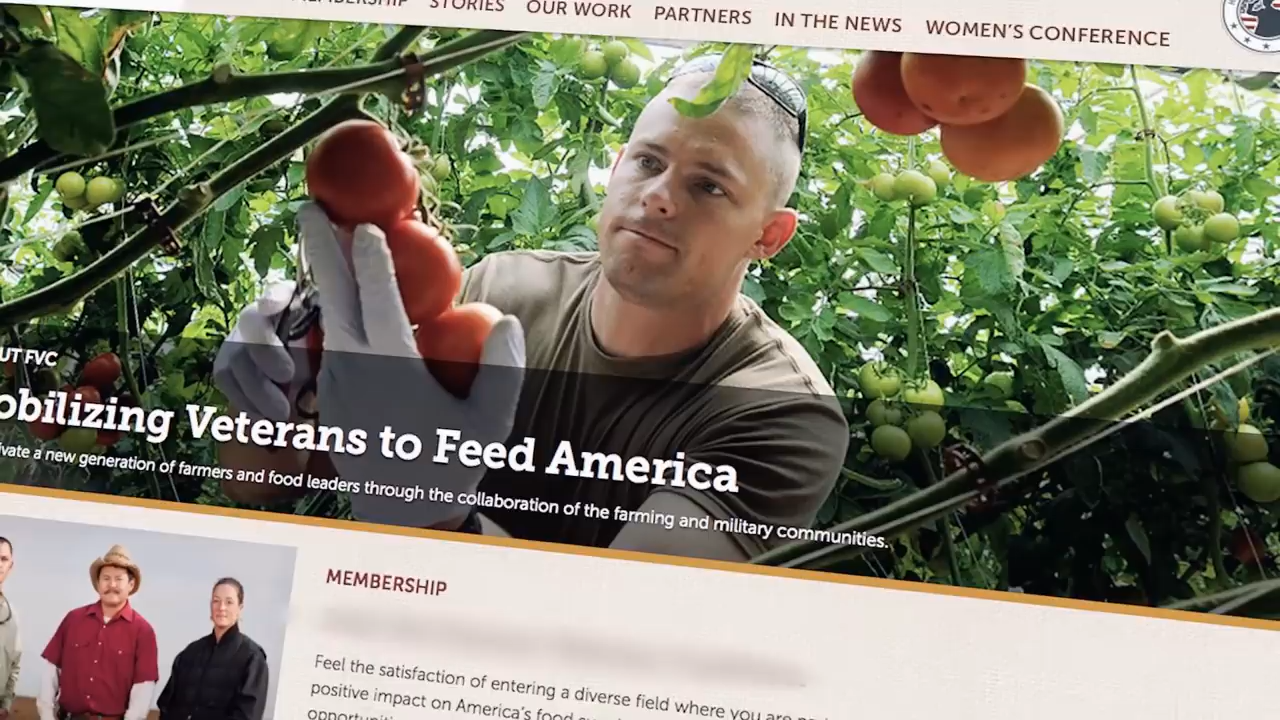 STORIES OUR WORK PARTNERS IN THE NEWS WOMEN'S CONFERENCE
UT FVC
obilizing Veterans to Feed America
ivate a new generation of farmers and food leaders through the collaboration of the farming and military communities.
MEMBERSHIP
Feel the satisfaction of entering a diverse field where you are
positive impact on America's food